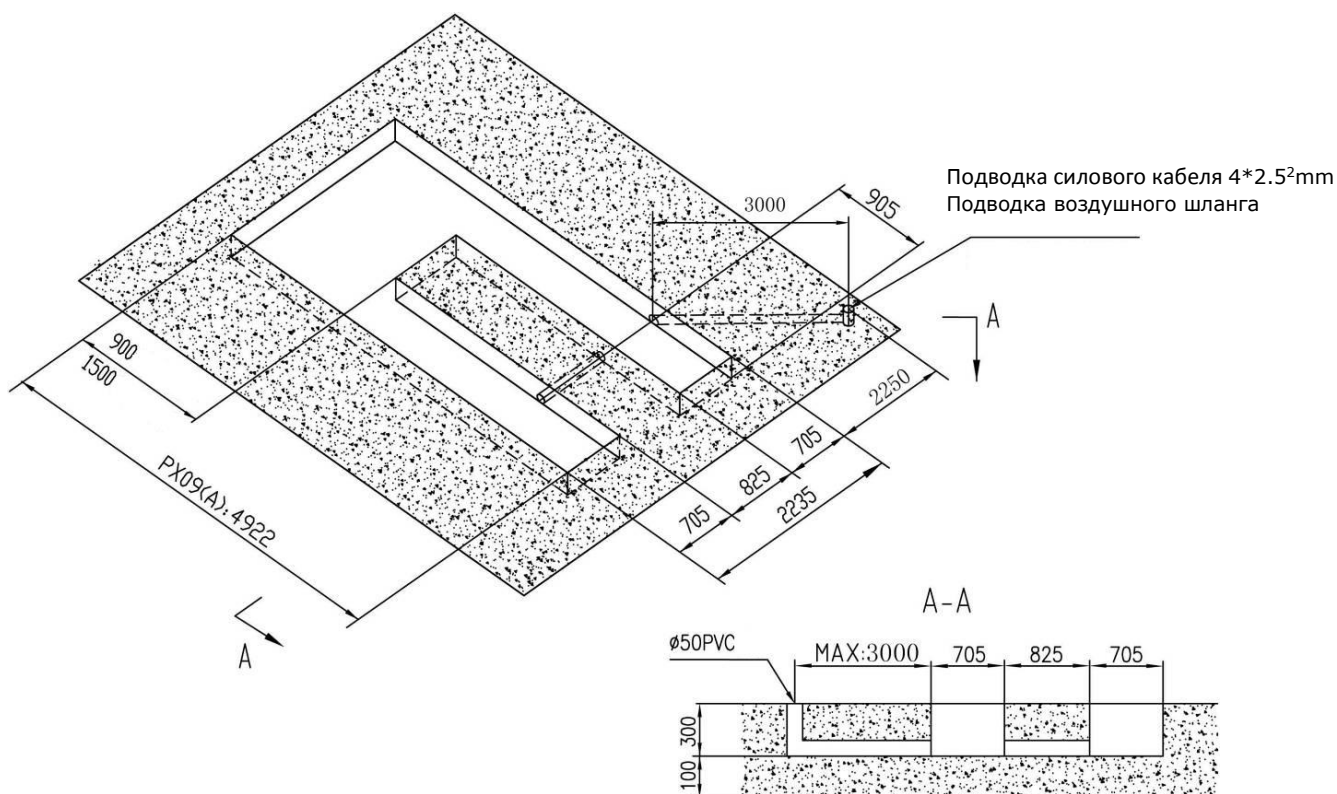 Подводка силового кабеля 4*2.5²mm
Подводка воздушного шланга
3000
905
A
900
1500
PX09(A):4922
2250
705
825
705
2235
A
A-A
ø50PVC
MAX:3000
705
825
705
300
100